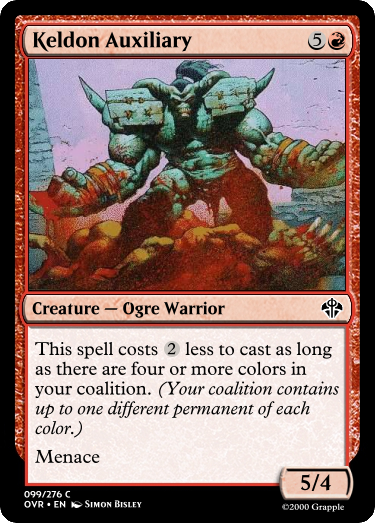 Keldon Auxiliary 5
This spell costs 2 less to cast as long
as there are four or more colors in
your coalition. (Your coalition contains
up to one different permanent of each
color.)
Menace
Creature — Ogre Warrior
5/4
099/276 C
OVR • EN Simon Bisley
©2000 Grapple